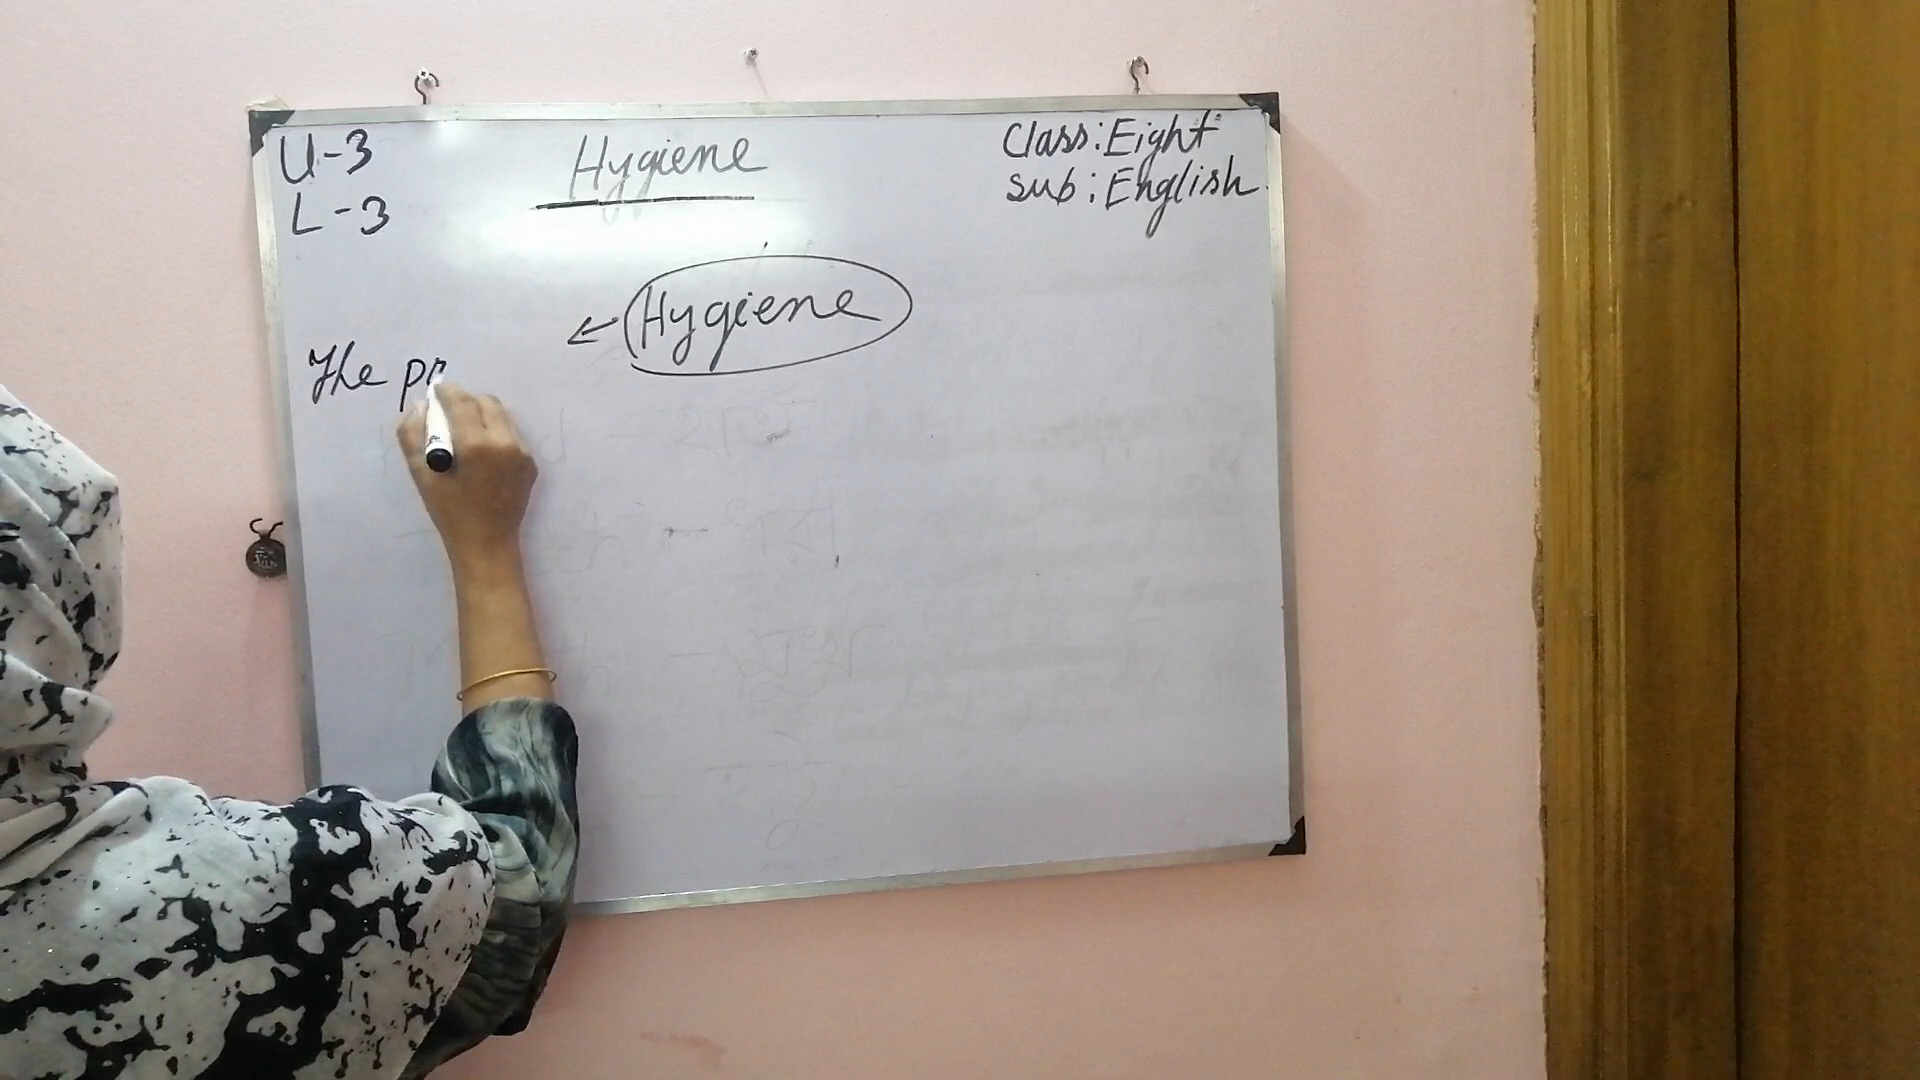 U-3
L-3
Hygiene
Class: Eight
Sub: English
Hygiene
The pr